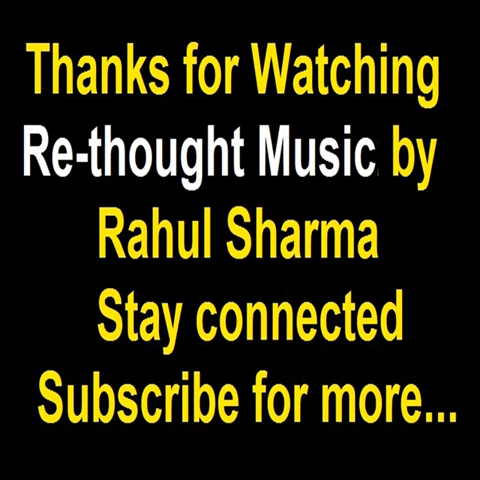 Thanks for Watching
Re-thought Music by
Rahul Sharma
Stay connected
Subscribe for more...